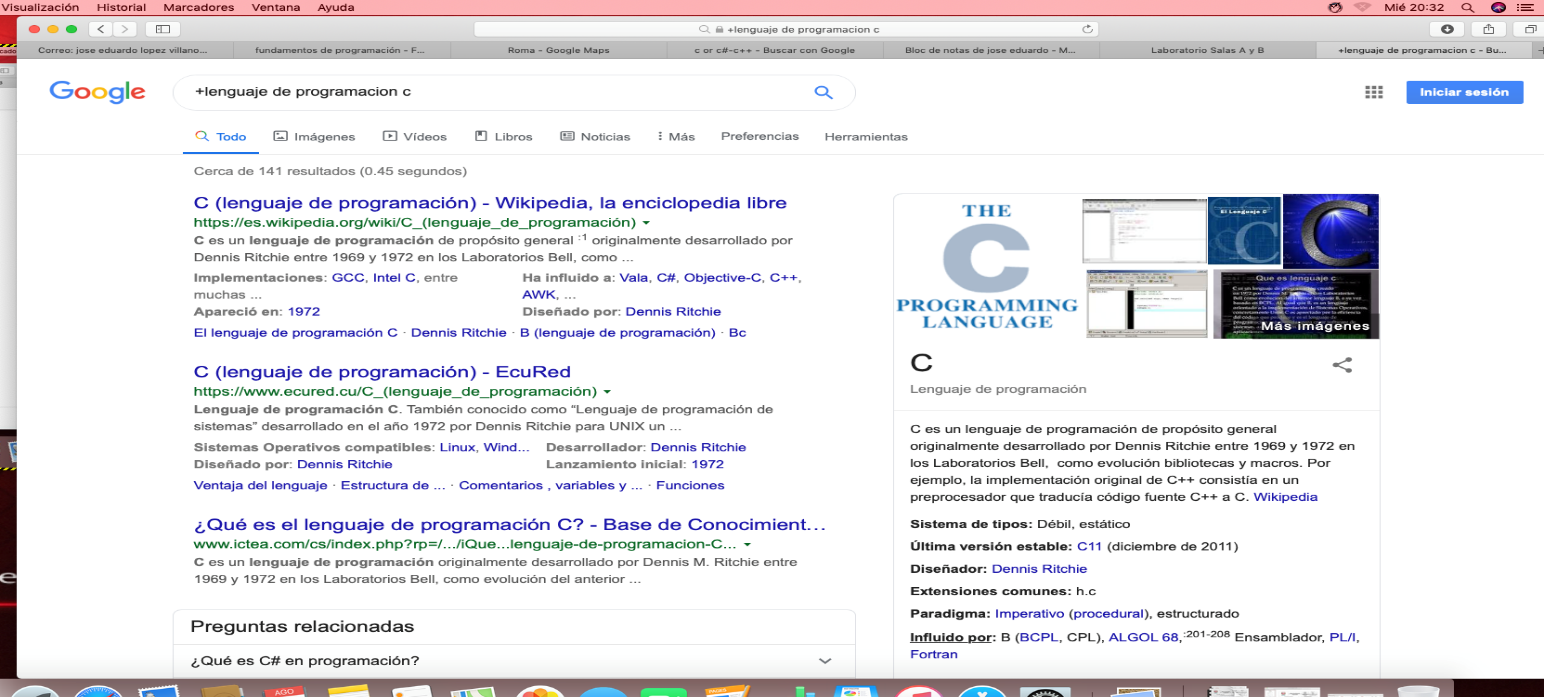 Visualización Historial Marcadores Ventana Ayuda
Mié 20:32
+lenguaje de programacion c
Correo: jose eduardo lopez villano...
fundamentos de programación - F...
Roma - Google Maps
c or c#-c++ - Buscar con Google
Bloc de notas de jose eduardo - M...
Laboratorio Salas A y B
+lenguaje de programacion c - Bu...
Google
+lenguaje de programacion c
Iniciar sesión
Todo Imágenes Vídeos Libros Noticias Más Preferencias Herramientas
Cerca de 141 resultados (0.45 segundos)
C (lenguaje de programación) - Wikipedia, la enciclopedia libre
https://es.wikipedia.org/wiki/C_(lenguaje_de_programación)
C es un lenguaje de programación de propósito general :1 originalmente desarrollado por
Dennis Ritchie entre 1969 y 1972 en los Laboratorios Bell, como ...
Implementaciones: GCC, Intel C, entre
muchas ...
Ha influido a: Vala, C#, Objective-C, C++,
AWK, ...
Apareció en: 1972
Diseñado por: Dennis Ritchie
El lenguaje de programación C · Dennis Ritchie · B (lenguaje de programación) · Bc
C (lenguaje de programación) - EcuRed
https://www.ecured.cu/C_(lenguaje_de_programación)
Lenguaje de programación C. También conocido como “Lenguaje de programación de
sistemas” desarrollado en el año 1972 por Dennis Ritchie para UNIX un ...
Sistemas Operativos compatibles: Linux, Wind...
Desarrollador: Dennis Ritchie
Diseñado por: Dennis Ritchie
Lanzamiento inicial: 1972
Ventaja del lenguaje · Estructura de ... · Comentarios , variables y ... · Funciones
¿Qué es el lenguaje de programación C? - Base de Conocimient...
www.ictea.com/cs/index.php?rp=/.../iQue...lenguaje-de-programacion-C...
C es un lenguaje de programación originalmente desarrollado por Dennis M. Ritchie entre
1969 y 1972 en los Laboratorios Bell, como evolución del anterior ...
Preguntas relacionadas
¿Qué es C# en programación?
THE
C
PROGRAMMING
LANGUAGE
El Lenguaje C
C
Que es lenguaje c
Más imágenes
C
Lenguaje de programación
C es un lenguaje de programación de propósito general
originalmente desarrollado por Dennis Ritchie entre 1969 y 1972 en
los Laboratorios Bell, como evolución bibliotecas y macros. Por
ejemplo, la implementación original de C++ consistía en un
preprocesador que traducía código fuente C++ a C. Wikipedia
Sistema de tipos: Débil, estático
Última versión estable: C11 (diciembre de 2011)
Diseñador: Dennis Ritchie
Extensiones comunes: h.c
Paradigma: Imperativo (procedural), estructurado
Influido por: B (BCPL, CPL), ALGOL 68,:201-208 Ensamblador, PL/I,
Fortran
AGO